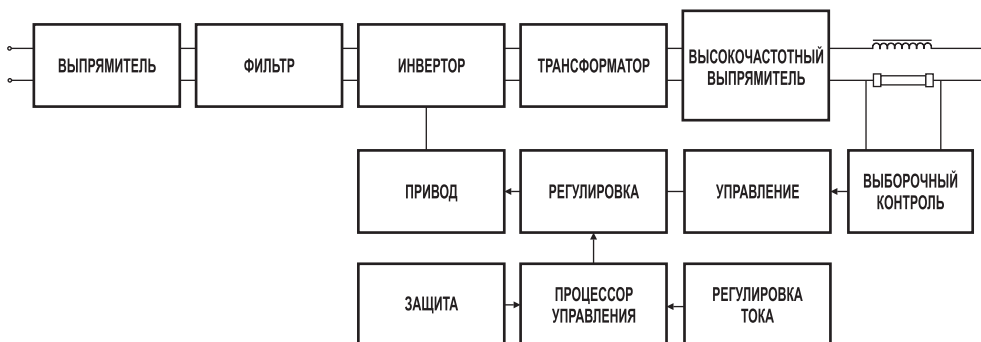 ВЫПРЯМИТЕЛЬ
ФИЛЬТР
ИНВЕРТОР
ТРАНСФОРМАТОР
ВЫСОКОЧАСТОТНЫЙ
ВЫПРЯМИТЕЛЬ
ПРИВОД
РЕГУЛИРОВКА
УПРАВЛЕНИЕ
ВЫБОРОЧНЫЙ
КОНТРОЛЬ
ЗАЩИТА
ПРОЦЕССОР
УПРАВЛЕНИЯ
РЕГУЛИРОВКА
ТОКА